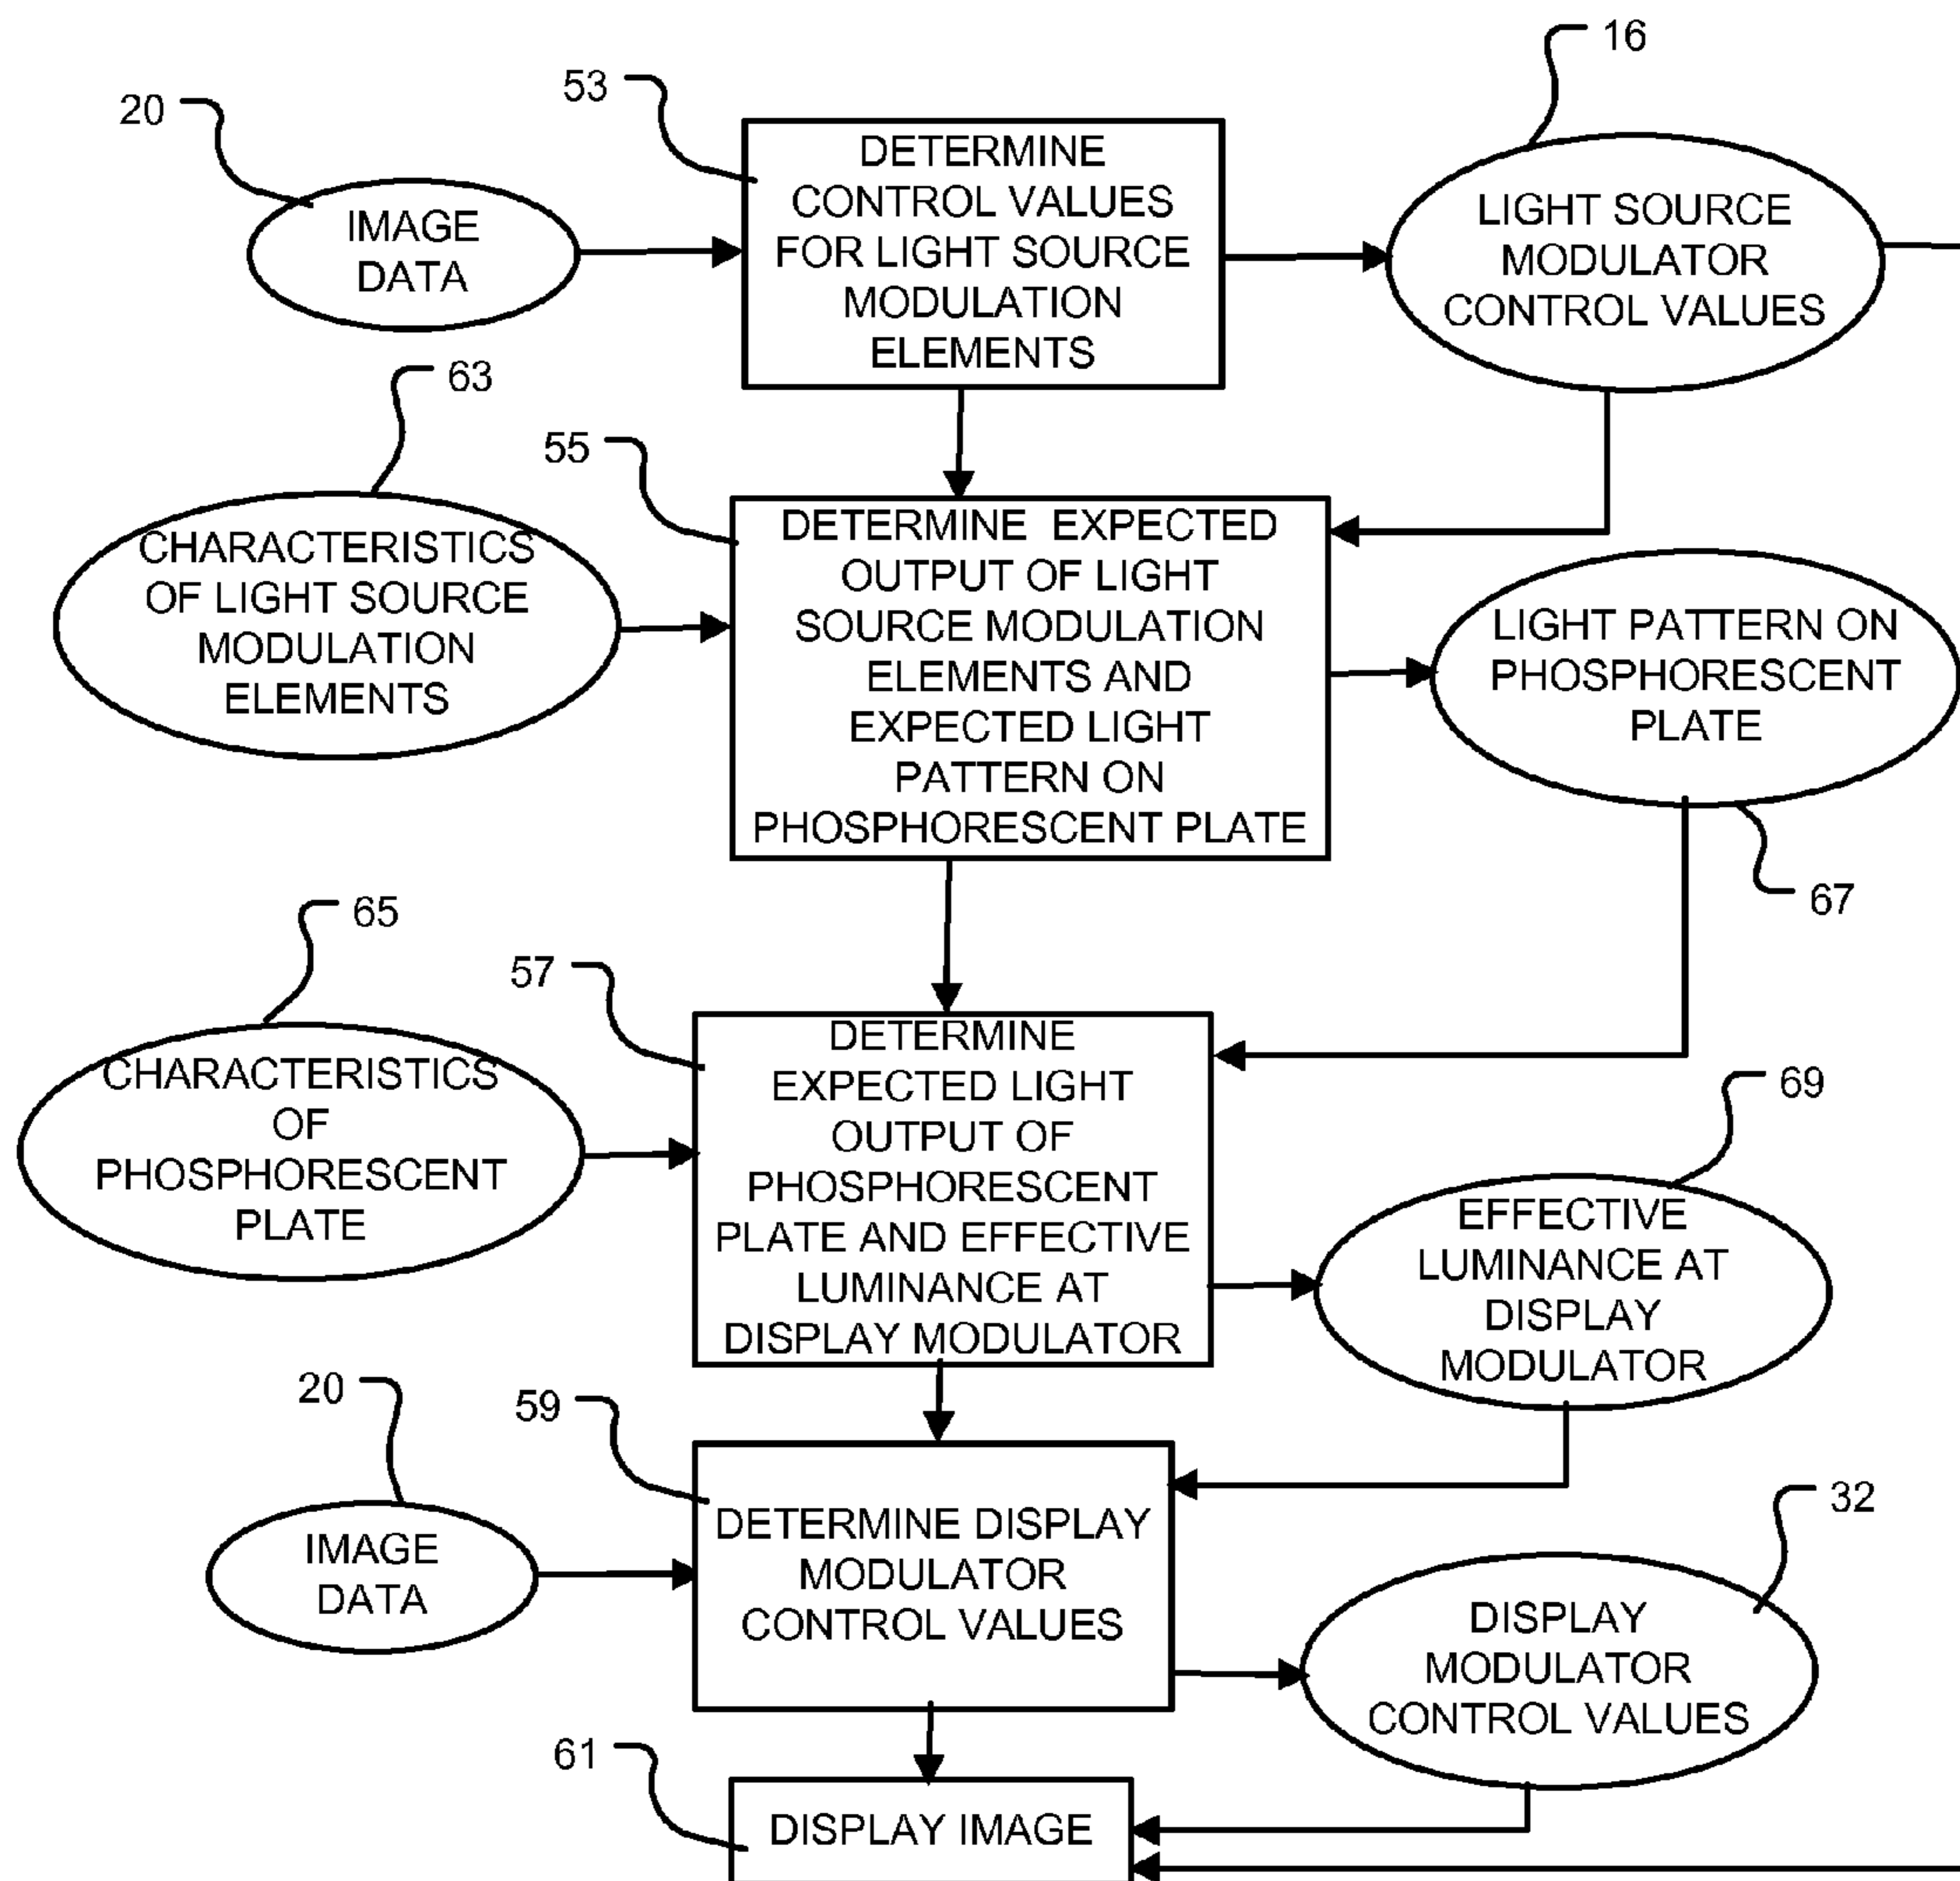 16
53
20
DETERMINE
CONTROL VALUES
FOR LIGHT SOURCE
MODULATION
ELEMENTS
IMAGE
DATA
LIGHT SOURCE
MODULATOR
CONTROL VALUES
63
55
CHARACTERISTICS
OF LIGHT SOURCE
MODULATION
ELEMENTS
DETERMINE EXPECTED
OUTPUT OF LIGHT
SOURCE MODULATION
ELEMENTS AND
EXPECTED LIGHT
PATTERN ON
PHOSPHORESCENT PLATE
LIGHT PATTERN ON
PHOSPHORESCENT
PLATE
67
65
57
CHARACTERISTICS
OF
PHOSPHORESCENT
PLATE
DETERMINE
EXPECTED LIGHT
OUTPUT OF
PHOSPHORESCENT
PLATE AND EFFECTIVE
LUMINANCE AT
DISPLAY MODULATOR
69
EFFECTIVE
LUMINANCE AT
DISPLAY
MODULATOR
20
59
IMAGE
DATA
DETERMINE DISPLAY
MODULATOR
CONTROL VALUES
32
DISPLAY
MODULATOR
CONTROL VALUES
61
DISPLAY IMAGE